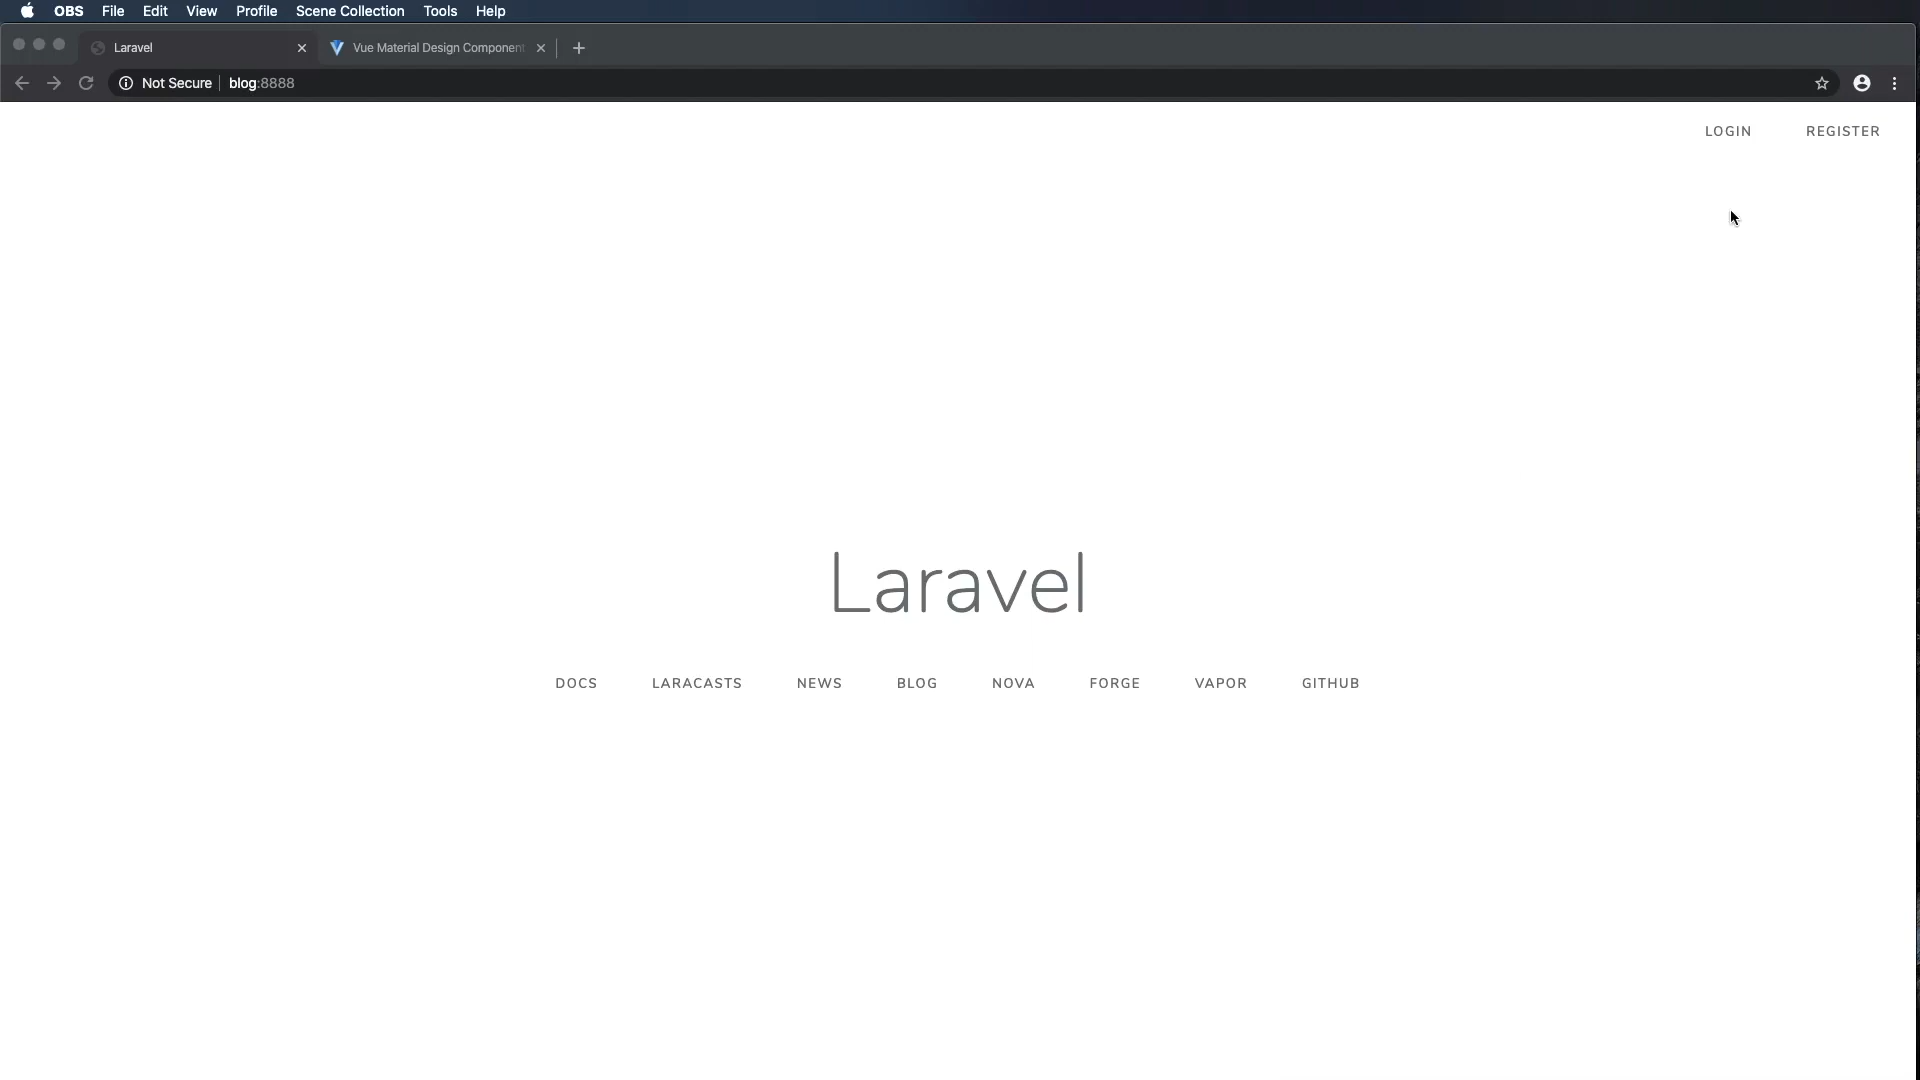 OBS File Edit View Profile Scene Collection Tools Help
Laravel Vue Material Design Component
Not Secure blog:8888
LOGIN REGISTER
Laravel
DOCS LARACASTS NEWS BLOG NOVA FORGE VAPOR GITHUB